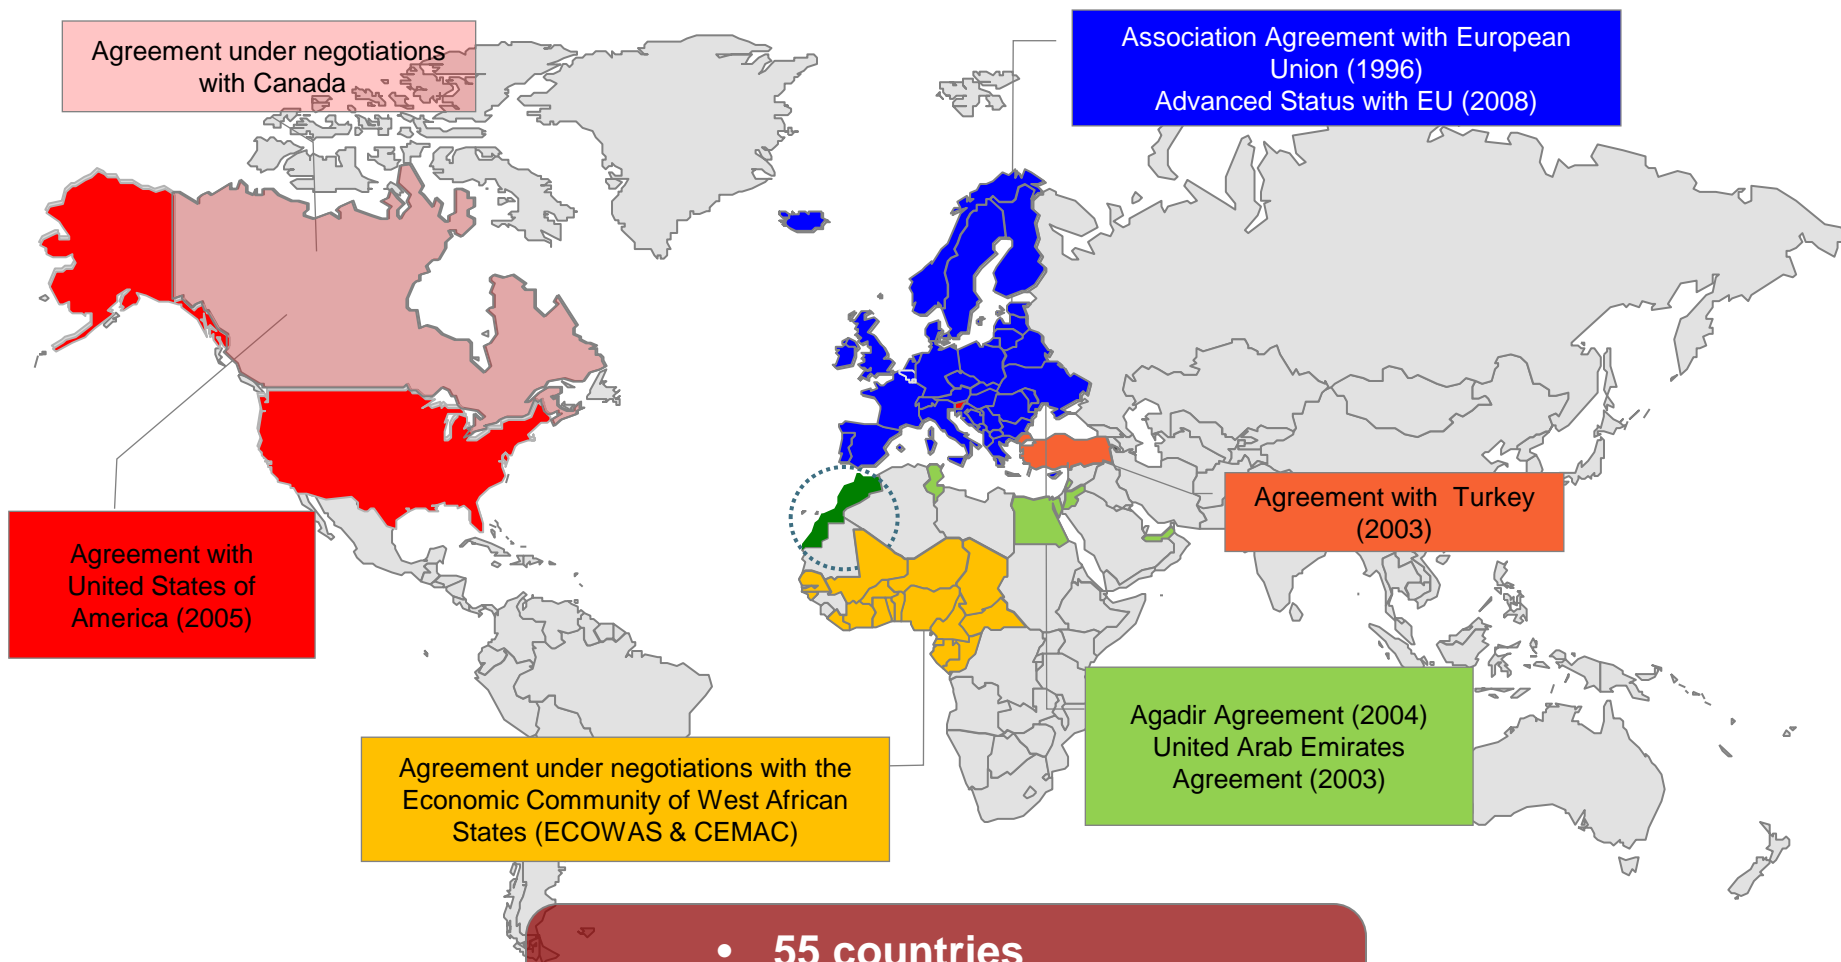 Agreement under negotiations
with Canada
Association Agreement with European
Union (1996)
Advanced Status with EU (2008)
Agreement with Turkey
(2003)
Agreement with
United States of
America (2005)
Agadir Agreement (2004)
United Arab Emirates
Agreement (2003)
Agreement under negotiations with the
Economic Community of West African
States (ECOWAS & CEMAC)
• 55 countries